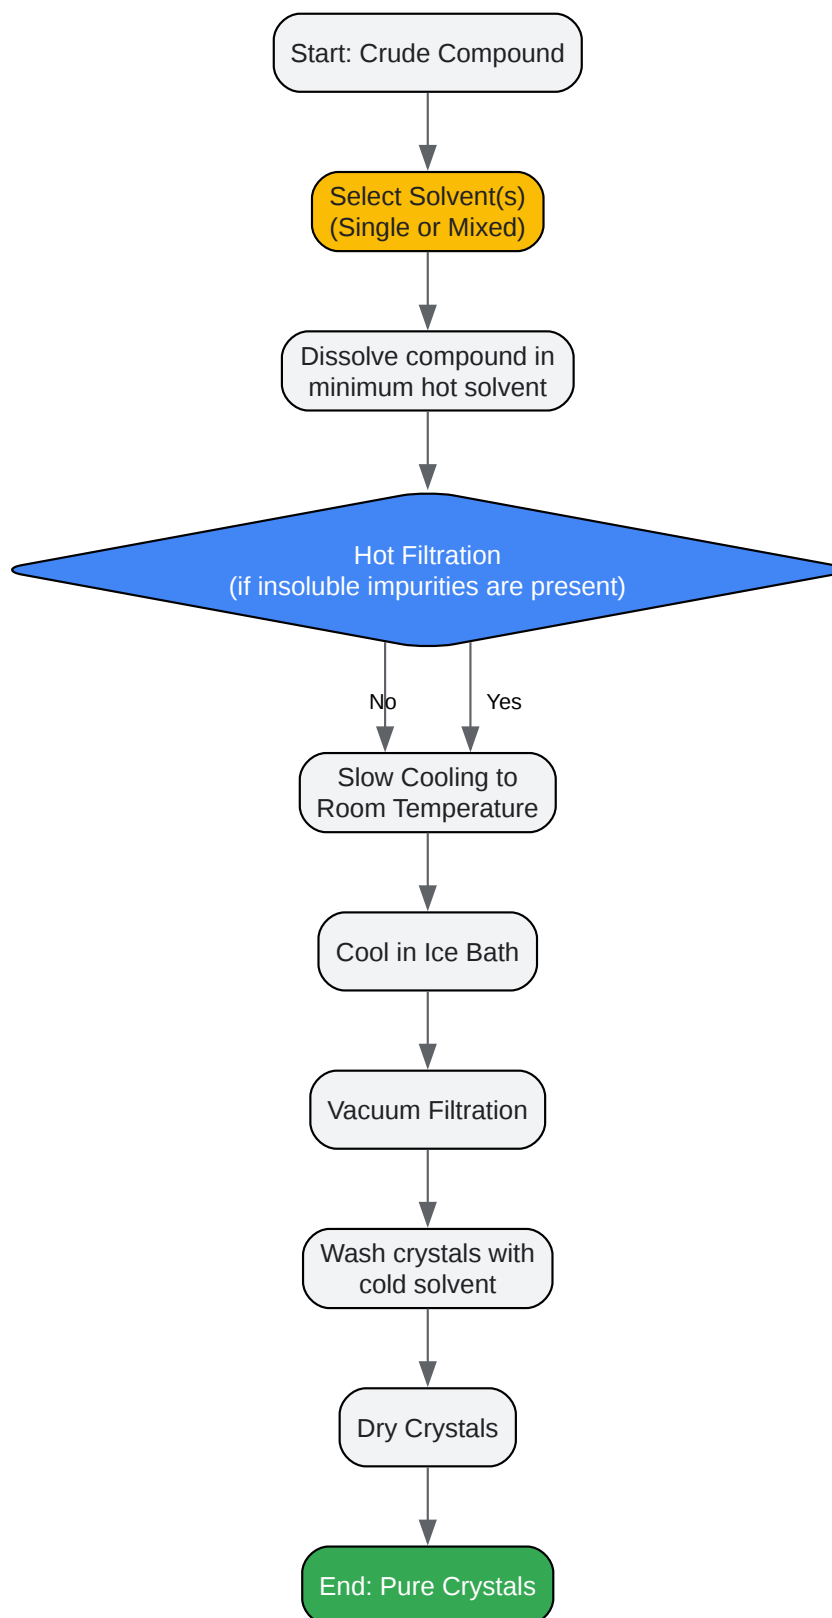 Start: Crude Compound
Select Solvent(s)
(Single or Mixed)
Dissolve compound in
minimum hot solvent
Hot Filtration
(if insoluble impurities are present)
No
Yes
Slow Cooling to
Room Temperature
Cool in Ice Bath
Vacuum Filtration
Wash crystals with
cold solvent
Dry Crystals
End: Pure Crystals